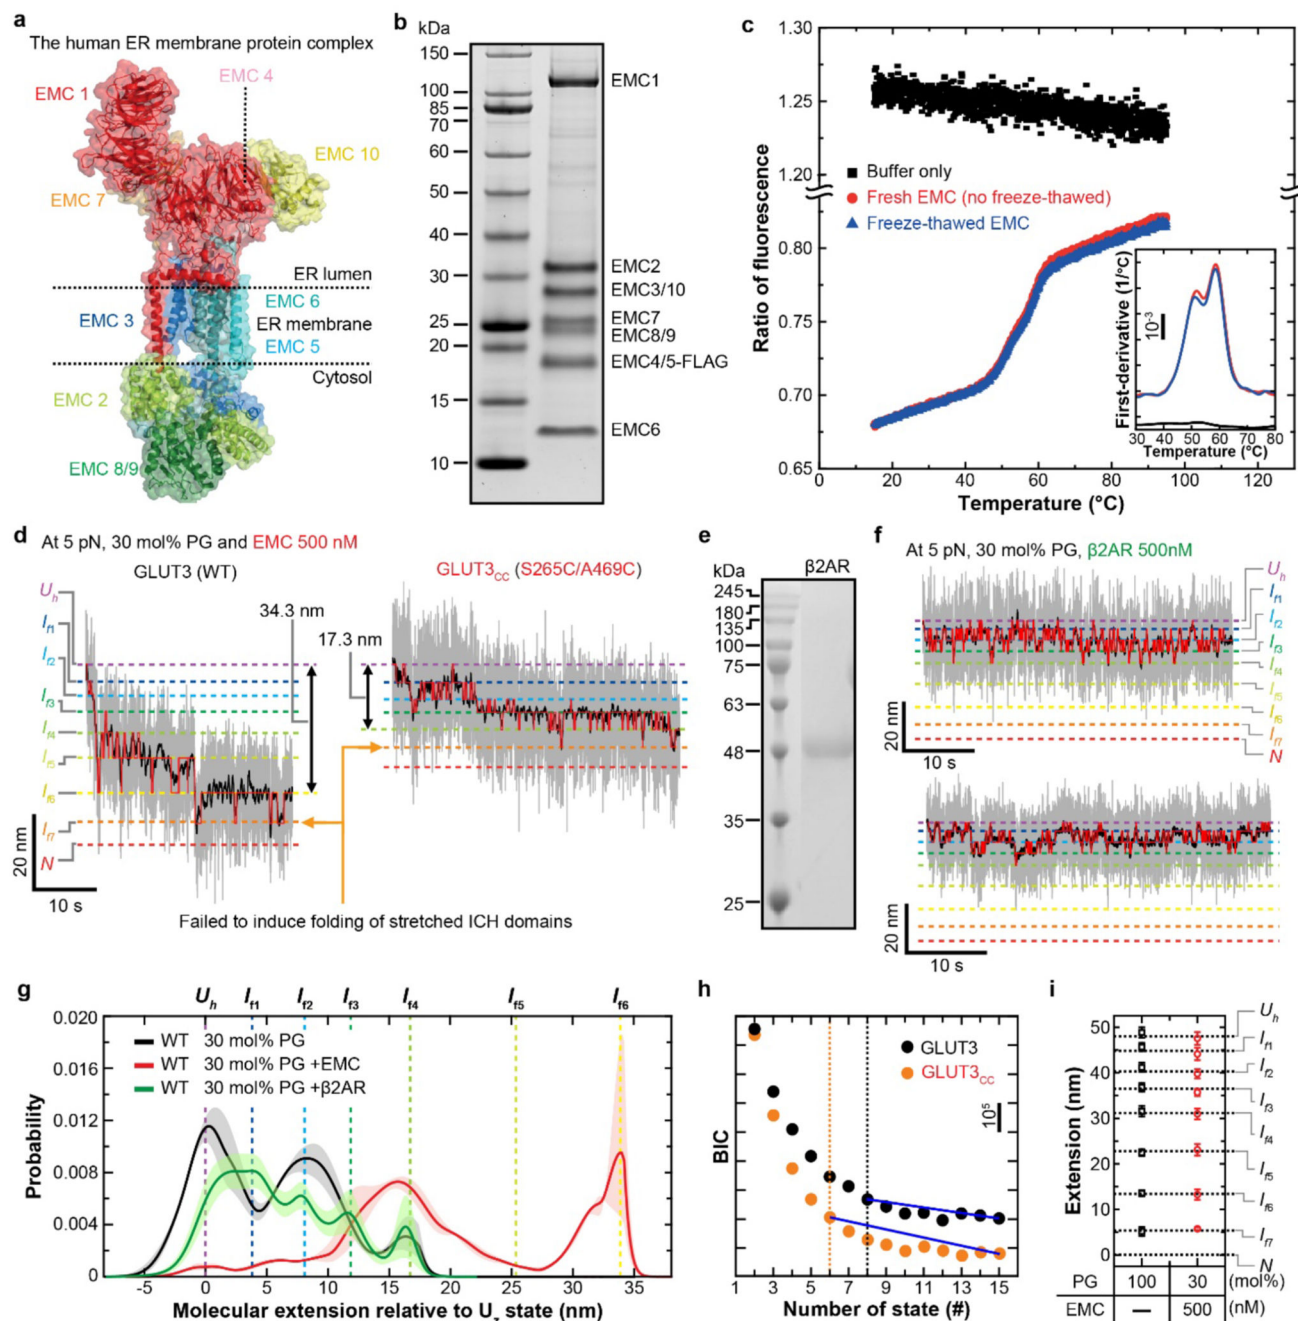 a
The human ER membrane protein complex
EMC 4
EMC 1
EMC 10
EMC 7
ER lumen
EMC 6
EMC 3
ER membrane
EMC 5
Cytosol
EMC 2
EMC 8/9
b
kDa
150
100
85
70
60
50
40
30
25
20
15
10
EMC1
EMC2
EMC3/10
EMC7
EMC8/9
EMC4/5-FLAG
EMC6
c
1.30
1.25
1.20
0.80
0.75
0.70
0.65
Ratio of fluorescence
Buffer only
Fresh EMC (no freeze-thawed)
Freeze-thawed EMC
First-derivative (1/°C)
10⁻³
30 40 50 60 70 80
Temperature (°C)
0 20 40 60 80 100 120
Temperature (°C)
d
At 5 pN, 30 mol% PG and EMC 500 nM
GLUT3 (WT)
GLUT3cc (S265C/A469C)
Uh
If1
If2
If3
If4
If5
If6
If7
N
34.3 nm
17.3 nm
20 nm
10 s
Failed to induce folding of stretched ICH domains
e
kDa
β2AR
245
180
135
100
75
63
48
35
25
f
At 5 pN, 30 mol% PG, β2AR 500nM
Uh
If1
If2
If3
If4
If5
If6
If7
N
20 nm
10 s
20 nm
10 s
g
Uh If1 If2 If3 If4 If5 If6
0.020
0.016
0.012
0.008
0.004
0
Probability
WT 30 mol% PG
WT 30 mol% PG +EMC
WT 30 mol% PG +β2AR
-5 0 5 10 15 20 25 30 35
Molecular extension relative to Uz state (nm)
h
BIC
GLUT3
GLUT3cc
10⁵
1 3 5 7 9 11 13 15
Number of state (#)
i
50
40
30
20
10
0
Extension (nm)
Uh
If1
If2
If3
If4
If5
If6
If7
N
PG 100 30 (mol%)
EMC — 500 (nM)